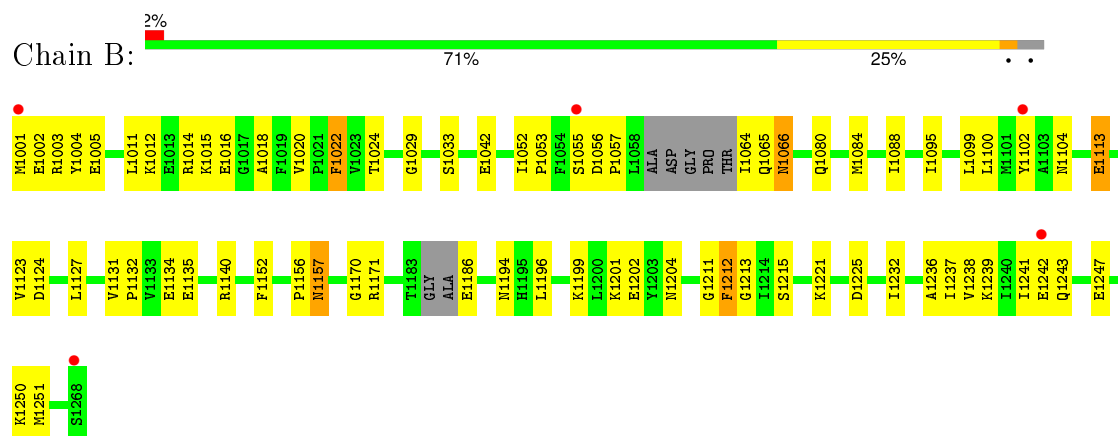 2%
Chain B:
71% 25% • •
M1001 E1002 R1003 Y1004 E1005 L1011 K1012 E1013 R1014 K1015 E1016 G1017 A1018 F1019 V1020 P1021 F1022 V1023 T1024 G1029 S1033 E1042 I1052 P1053 F1054 S1055 D1056 P1057 L1058 ALA ASP GLY PRO THR I1064 Q1065 N1066 Q1080 M1084 I1088 I1095 L1099 L1100 M1101 Y1102 A1103 N1104 E1113
V1123 D1124 L1127 V1131 P1132 V1133 E1134 E1135 R1140 F1152 P1156 N1157 G1170 R1171 T1183 GLY ALA E1186 N1194 H1195 L1196 K1199 L1200 K1201 E1202 Y1203 N1204 G1211 F1212 G1213 I1214 S1215 K1221 D1225 I1232 A1236 I1237 V1238 K1239 I1240 I1241 E1242 Q1243 E1247
K1250 M1251 S1268